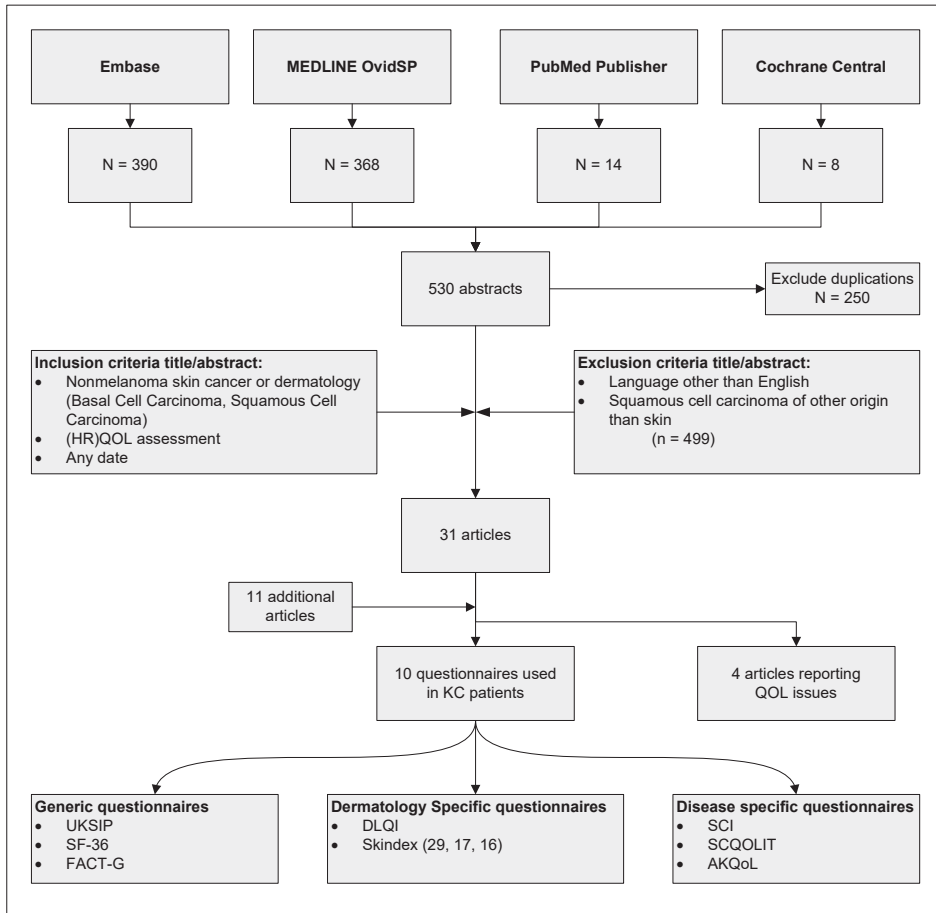 Embase
MEDLINE OvidSP
PubMed Publisher
Cochrane Central
N = 390
N = 368
N = 14
N = 8
530 abstracts
Exclude duplications
N = 250
Inclusion criteria title/abstract:
• Nonmelanoma skin cancer or dermatology
(Basal Cell Carcinoma, Squamous Cell
Carcinoma)
• (HR)QOL assessment
• Any date
Exclusion criteria title/abstract:
• Language other than English
• Squamous cell carcinoma of other origin
than skin
(n = 499)
31 articles
11 additional
articles
10 questionnaires used
in KC patients
4 articles reporting
QOL issues
Generic questionnaires
• UKSIP
• SF-36
• FACT-G
Dermatology Specific questionnaires
• DLQI
• Skindex (29, 17, 16)
Disease specific questionnaires
• SCI
• SCQOLIT
• AKQoL